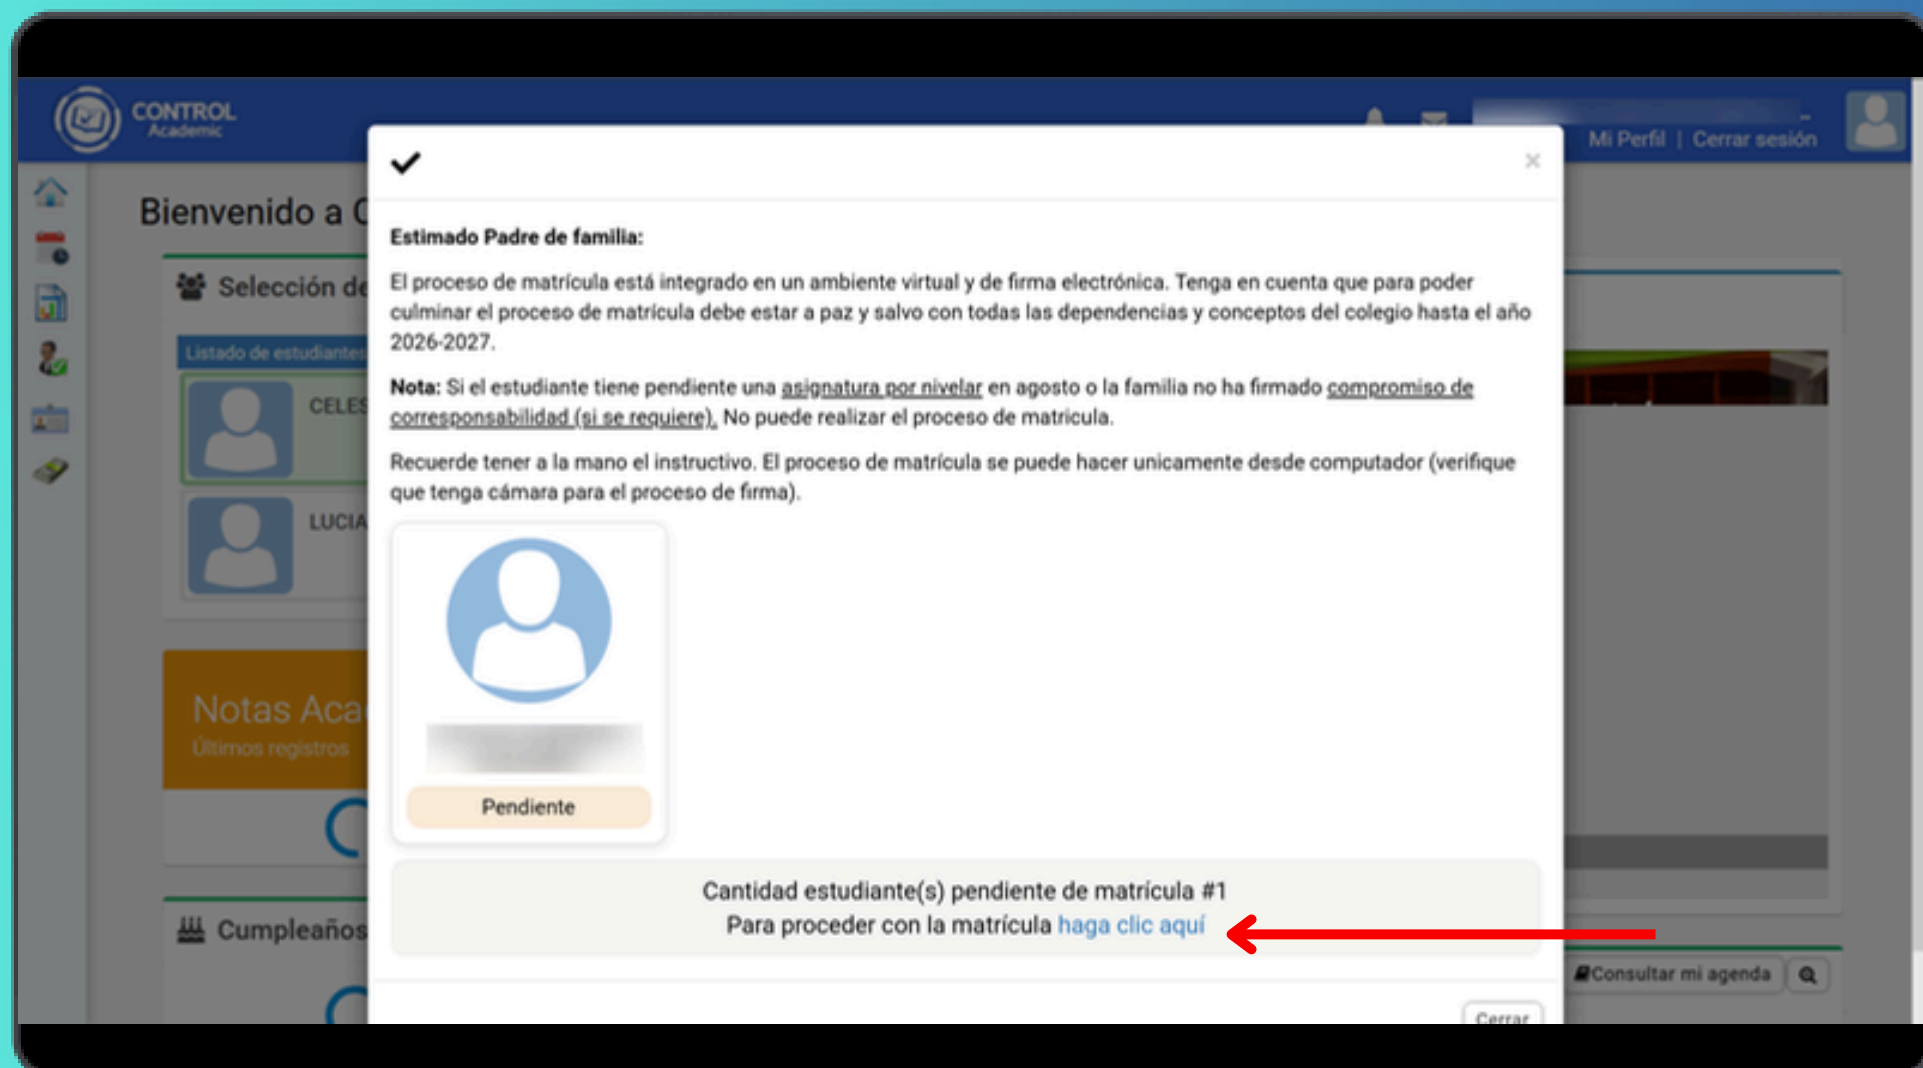 CONTROL
Academic
Mi Perfil | Cerrar sesión
Bienvenido a C
Selección de
Listado de estudiantes
CELES
LUCIA
Notas Aca
Últimos registros
Cumpleaños
Estimado Padre de familia:
El proceso de matrícula está integrado en un ambiente virtual y de firma electrónica. Tenga en cuenta que para poder
culminar el proceso de matrícula debe estar a paz y salvo con todas las dependencias y conceptos del colegio hasta el año
2026-2027.
Nota: Si el estudiante tiene pendiente una asignatura por nivelar en agosto o la familia no ha firmado compromiso de
corresponsabilidad (si se requiere). No puede realizar el proceso de matricula.
Recuerde tener a la mano el instructivo. El proceso de matrícula se puede hacer unicamente desde computador (verifique
que tenga cámara para el proceso de firma).
Pendiente
Cantidad estudiante(s) pendiente de matrícula #1
Para proceder con la matrícula haga clic aquí
Consultar mi agenda
Cerrar